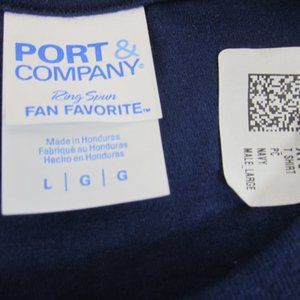 PORT &
COMPANY®
Ring Spun
FAN FAVORITE™
Made in Honduras
Fabriqué au Honduras
Hecho en Honduras
L | G | G
T SHIRT
PC
NAVY
MALE LARGE